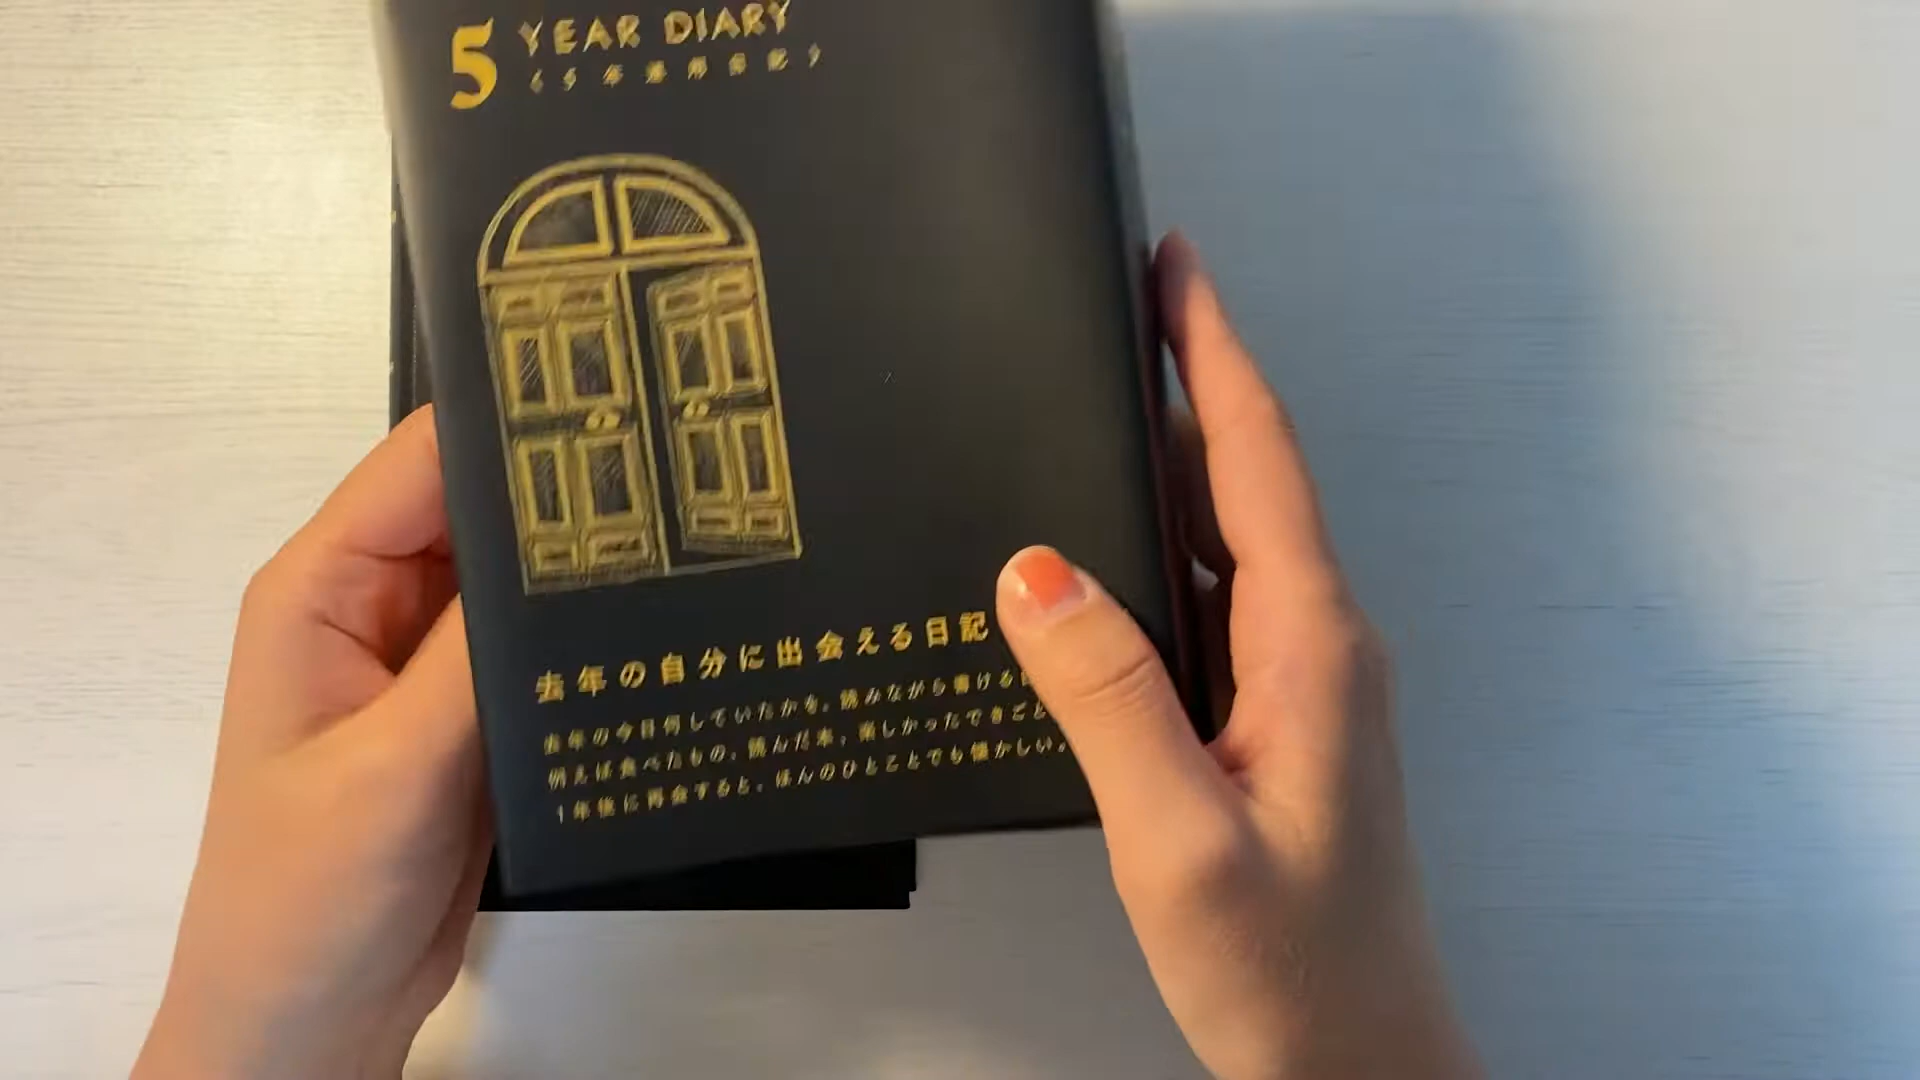 5 YEAR DIARY
く5年連用日記>
去年の自分に出会える日記
去年の今日何していたかを、読みながら書ける
例えば食べたもの、読んだ本、楽しかったできごと
1年後に再会すると、ほんのひとことでも懐かしい。